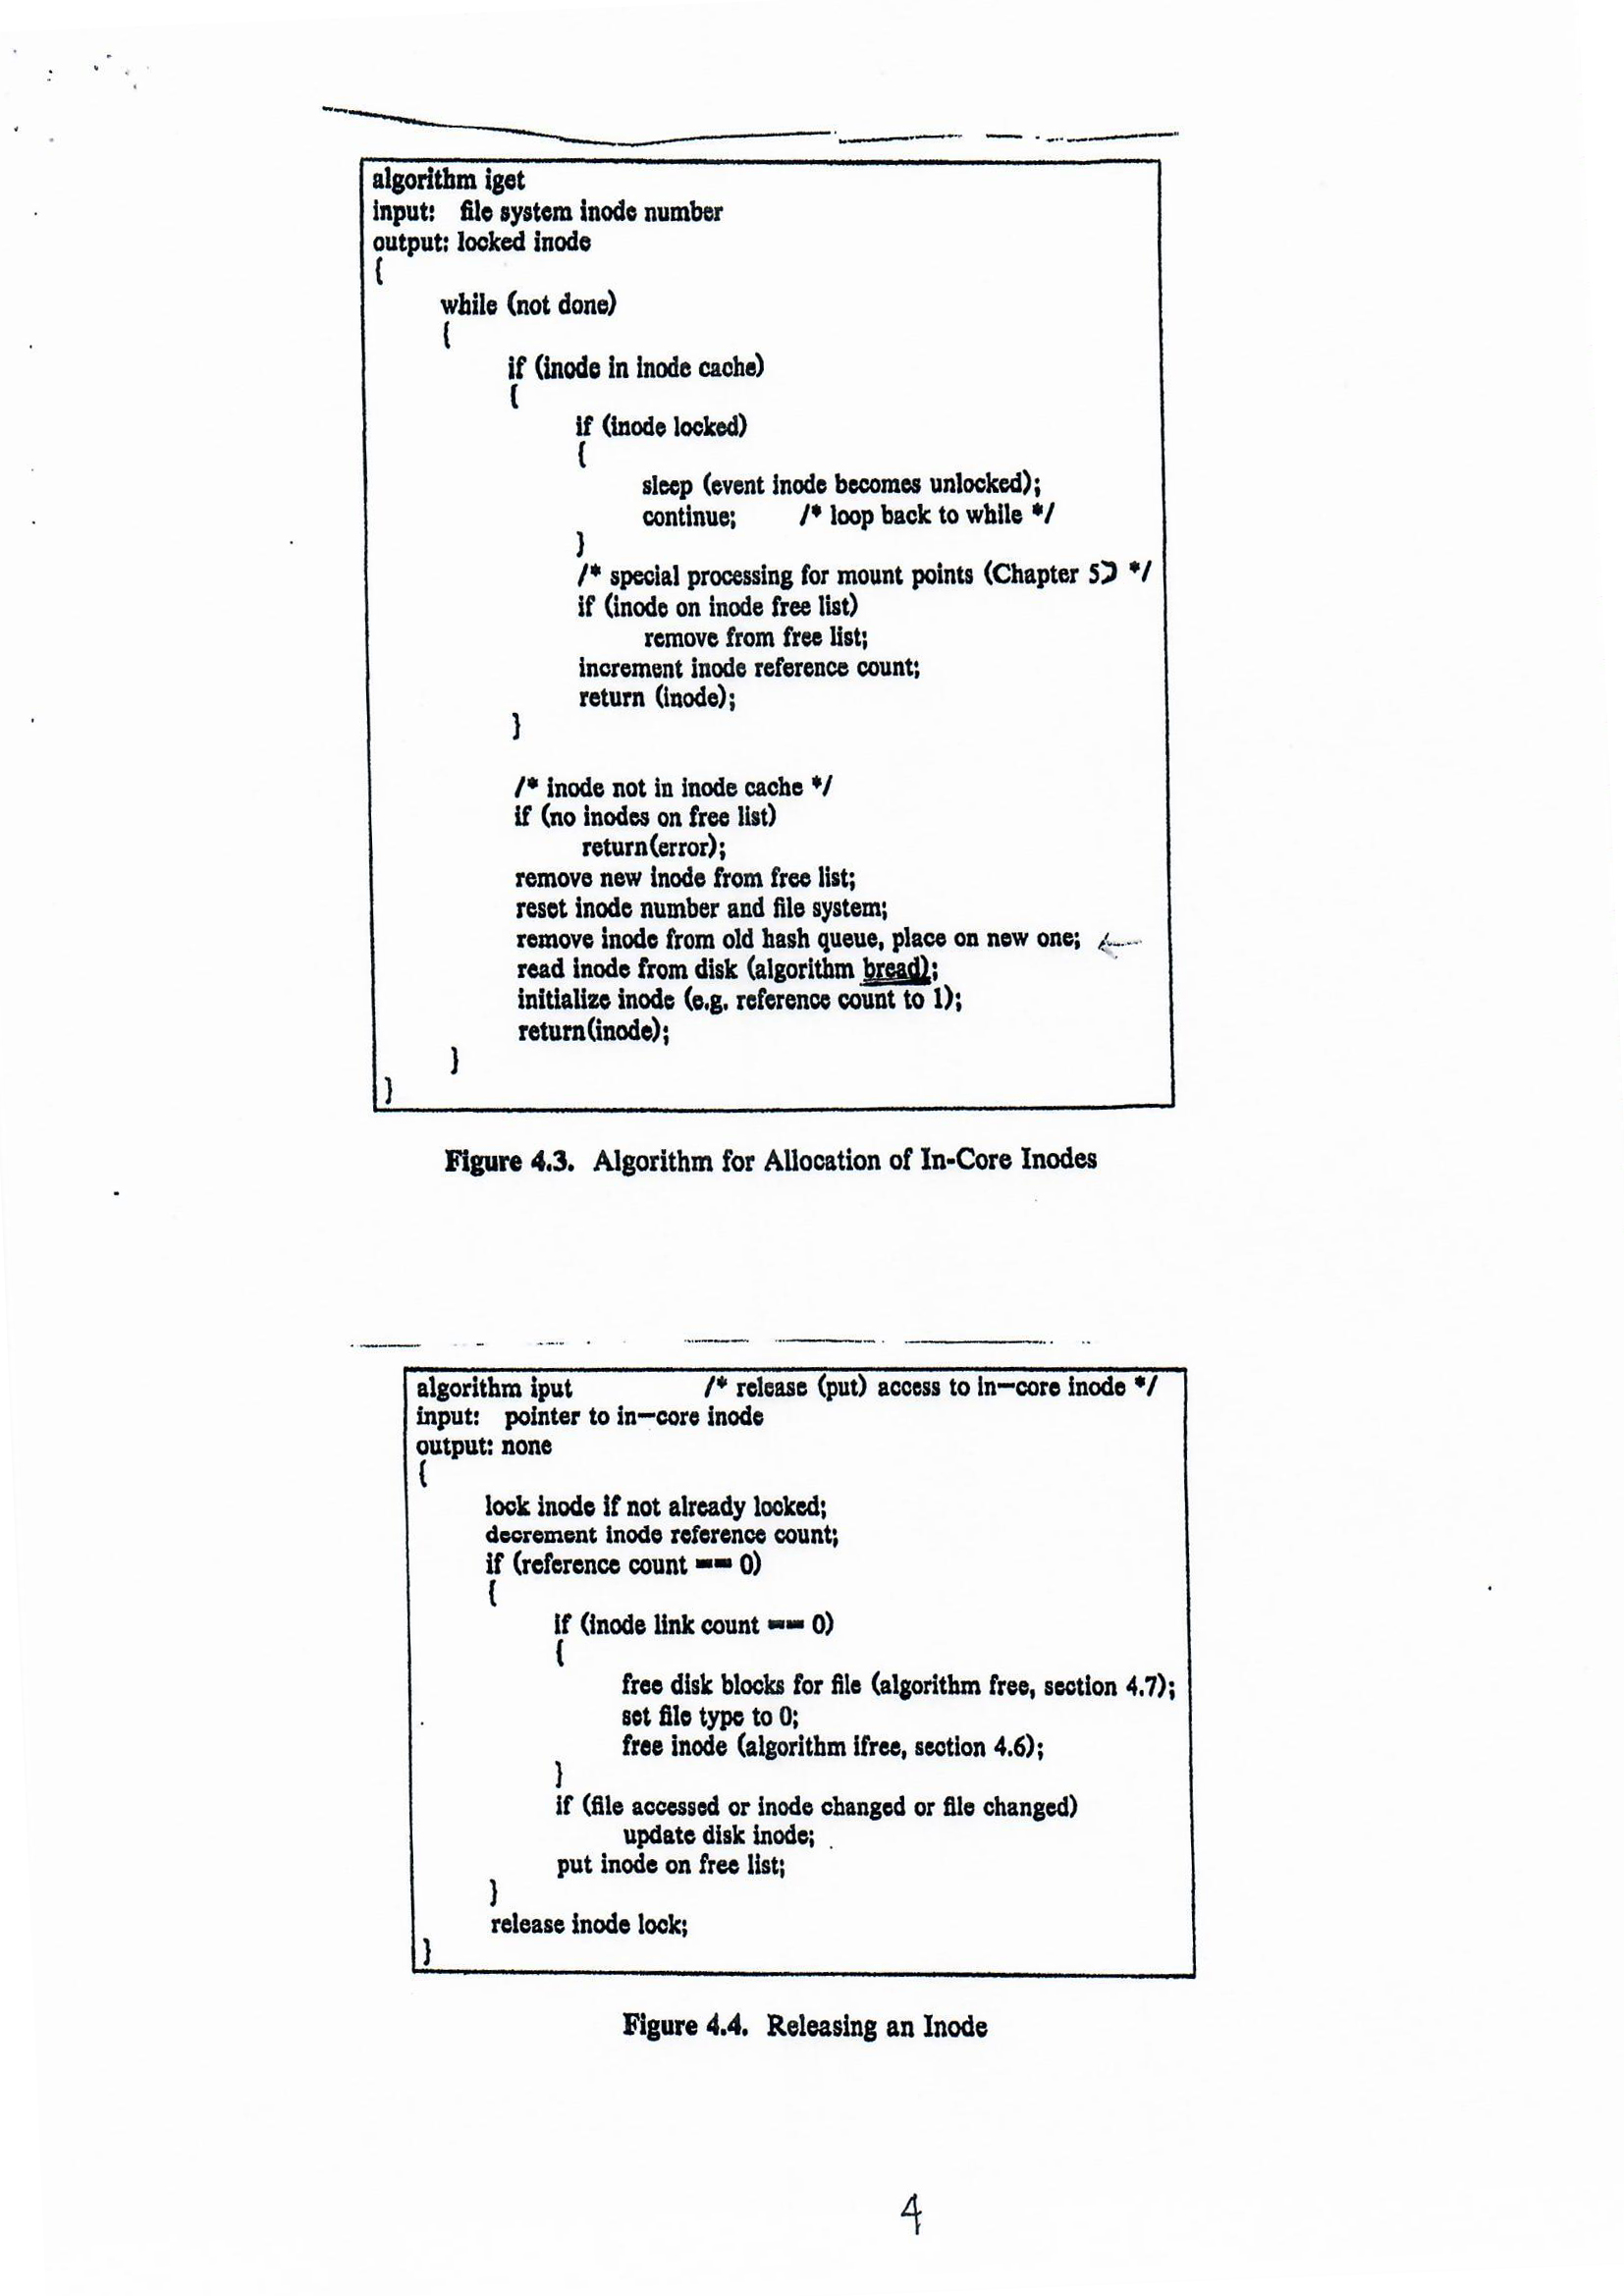 algorithm iget
input: file system inode number
output: locked inode
{
while (not done)
{
if (inode in inode cache)
{
if (inode locked)
{
sleep (event inode becomes unlocked);
continue; /* loop back to while */
}
/* special processing for mount points (Chapter 5) */
if (inode on inode free list)
remove from free list;
increment inode reference count;
return (inode);
}
/* inode not in inode cache */
if (no inodes on free list)
return(error);
remove new inode from free list;
reset inode number and file system;
remove inode from old hash queue, place on new one;
read inode from disk (algorithm bread);
initialize inode (e.g. reference count to 1);
return(inode);
}
}
Figure 4.3. Algorithm for Allocation of In-Core Inodes
algorithm iput /* release (put) access to in—core inode */
input: pointer to in—core inode
output: none
{
lock inode if not already locked;
decrement inode reference count;
if (reference count == 0)
{
if (inode link count == 0)
{
free disk blocks for file (algorithm free, section 4.7);
set file type to 0;
free inode (algorithm ifree, section 4.6);
}
if (file accessed or inode changed or file changed)
update disk inode;
put inode on free list;
}
release inode lock;
}
Figure 4.4. Releasing an Inode
4